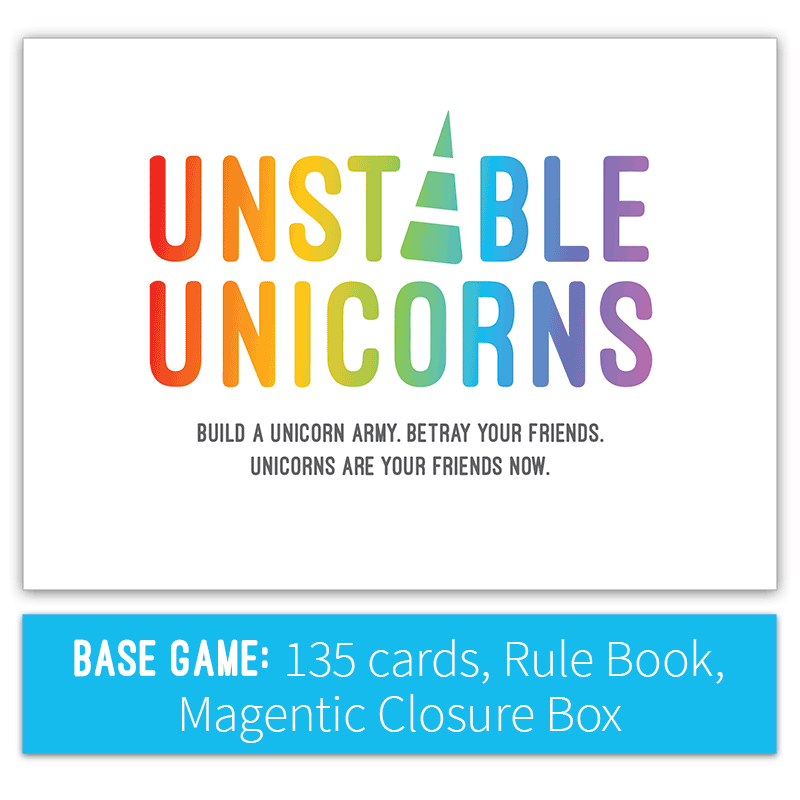 UNSTABLE
UNICORNS
BUILD A UNICORN ARMY. BETRAY YOUR FRIENDS.
UNICORNS ARE YOUR FRIENDS NOW.
BASE GAME: 135 cards, Rule Book,
Magentic Closure Box